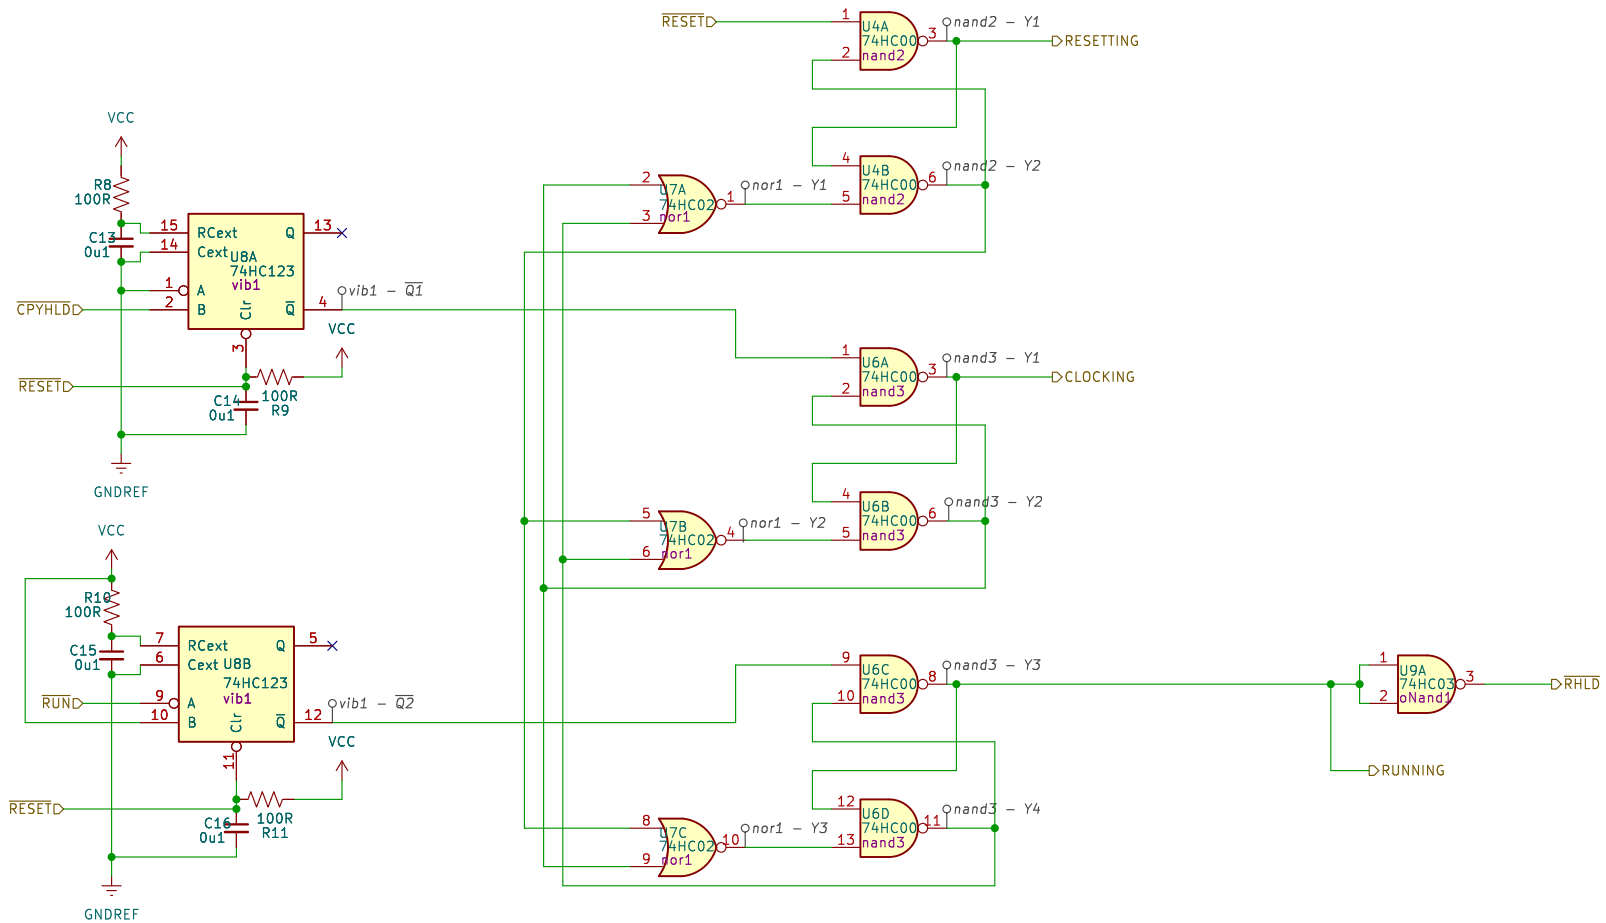 RESET
1
2
U4A
74HC00
nand2
3
nand2 - Y1
RESETTING
VCC
R8
100R
C13
0u1
15
14
1
2
RCext
Cext
A
B
U8A
74HC123
vib1
Clr
Q
Q
13
4
3
vib1 - Q1
CPYHLD
RESET
VCC
100R
R9
C14
0u1
GNDREF
2
3
U7A
74HC02
nor1
1
nor1 - Y1
4
5
U4B
74HC00
nand2
6
nand2 - Y2
1
2
U6A
74HC00
nand3
3
nand3 - Y1
CLOCKING
5
6
U7B
74HC02
nor1
4
nor1 - Y2
4
5
U6B
74HC00
nand3
6
nand3 - Y2
VCC
R10
100R
C15
0u1
7
6
9
10
RCext
Cext
A
B
U8B
74HC123
vib1
Clr
Q
Q
5
12
11
vib1 - Q2
RUN
RESET
VCC
100R
R11
C16
0u1
GNDREF
9
10
U6C
74HC00
nand3
8
nand3 - Y3
8
9
U7C
74HC02
nor1
10
nor1 - Y3
12
13
U6D
74HC00
nand3
11
nand3 - Y4
1
2
U9A
74HC03
oNand1
3
RHLD
RUNNING